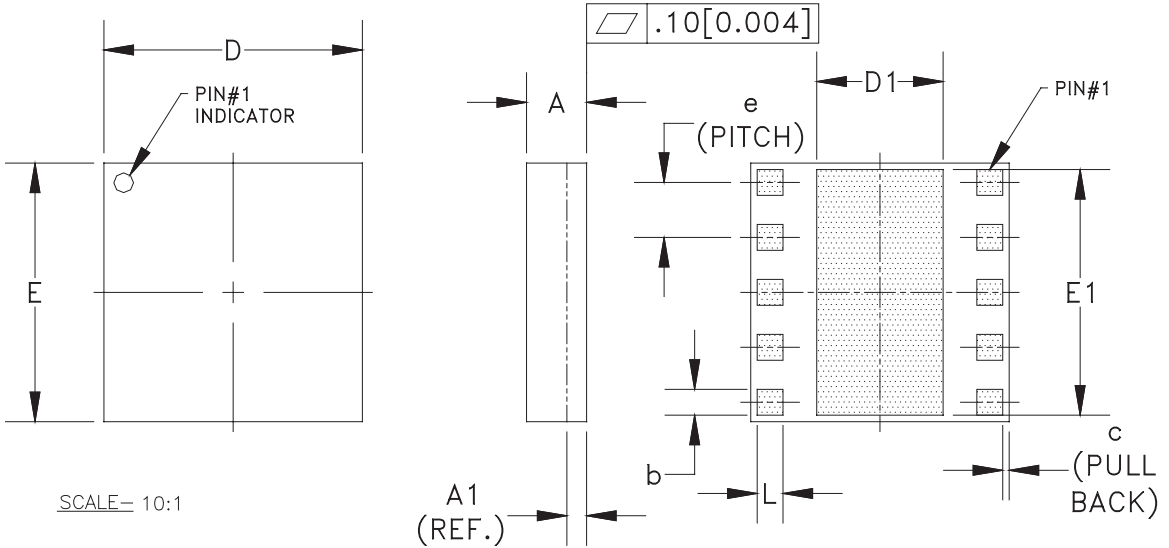 .10[0.004]
D
PIN#1
INDICATOR
A
e
(PITCH)
D1
PIN#1
E
E1
b
L
c
(PULL
BACK)
A1
(REF.)
SCALE– 10:1